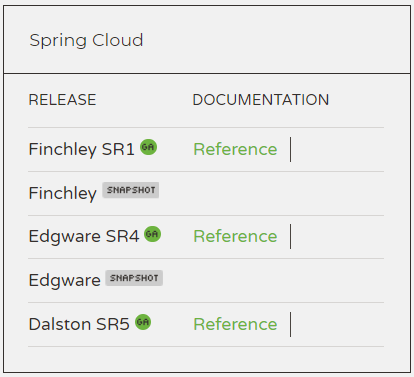 Spring Cloud
RELEASE DOCUMENTATION
Finchley SR1 GA Reference
Finchley SNAPSHOT
Edgware SR4 GA Reference
Edgware SNAPSHOT
Dalston SR5 GA Reference